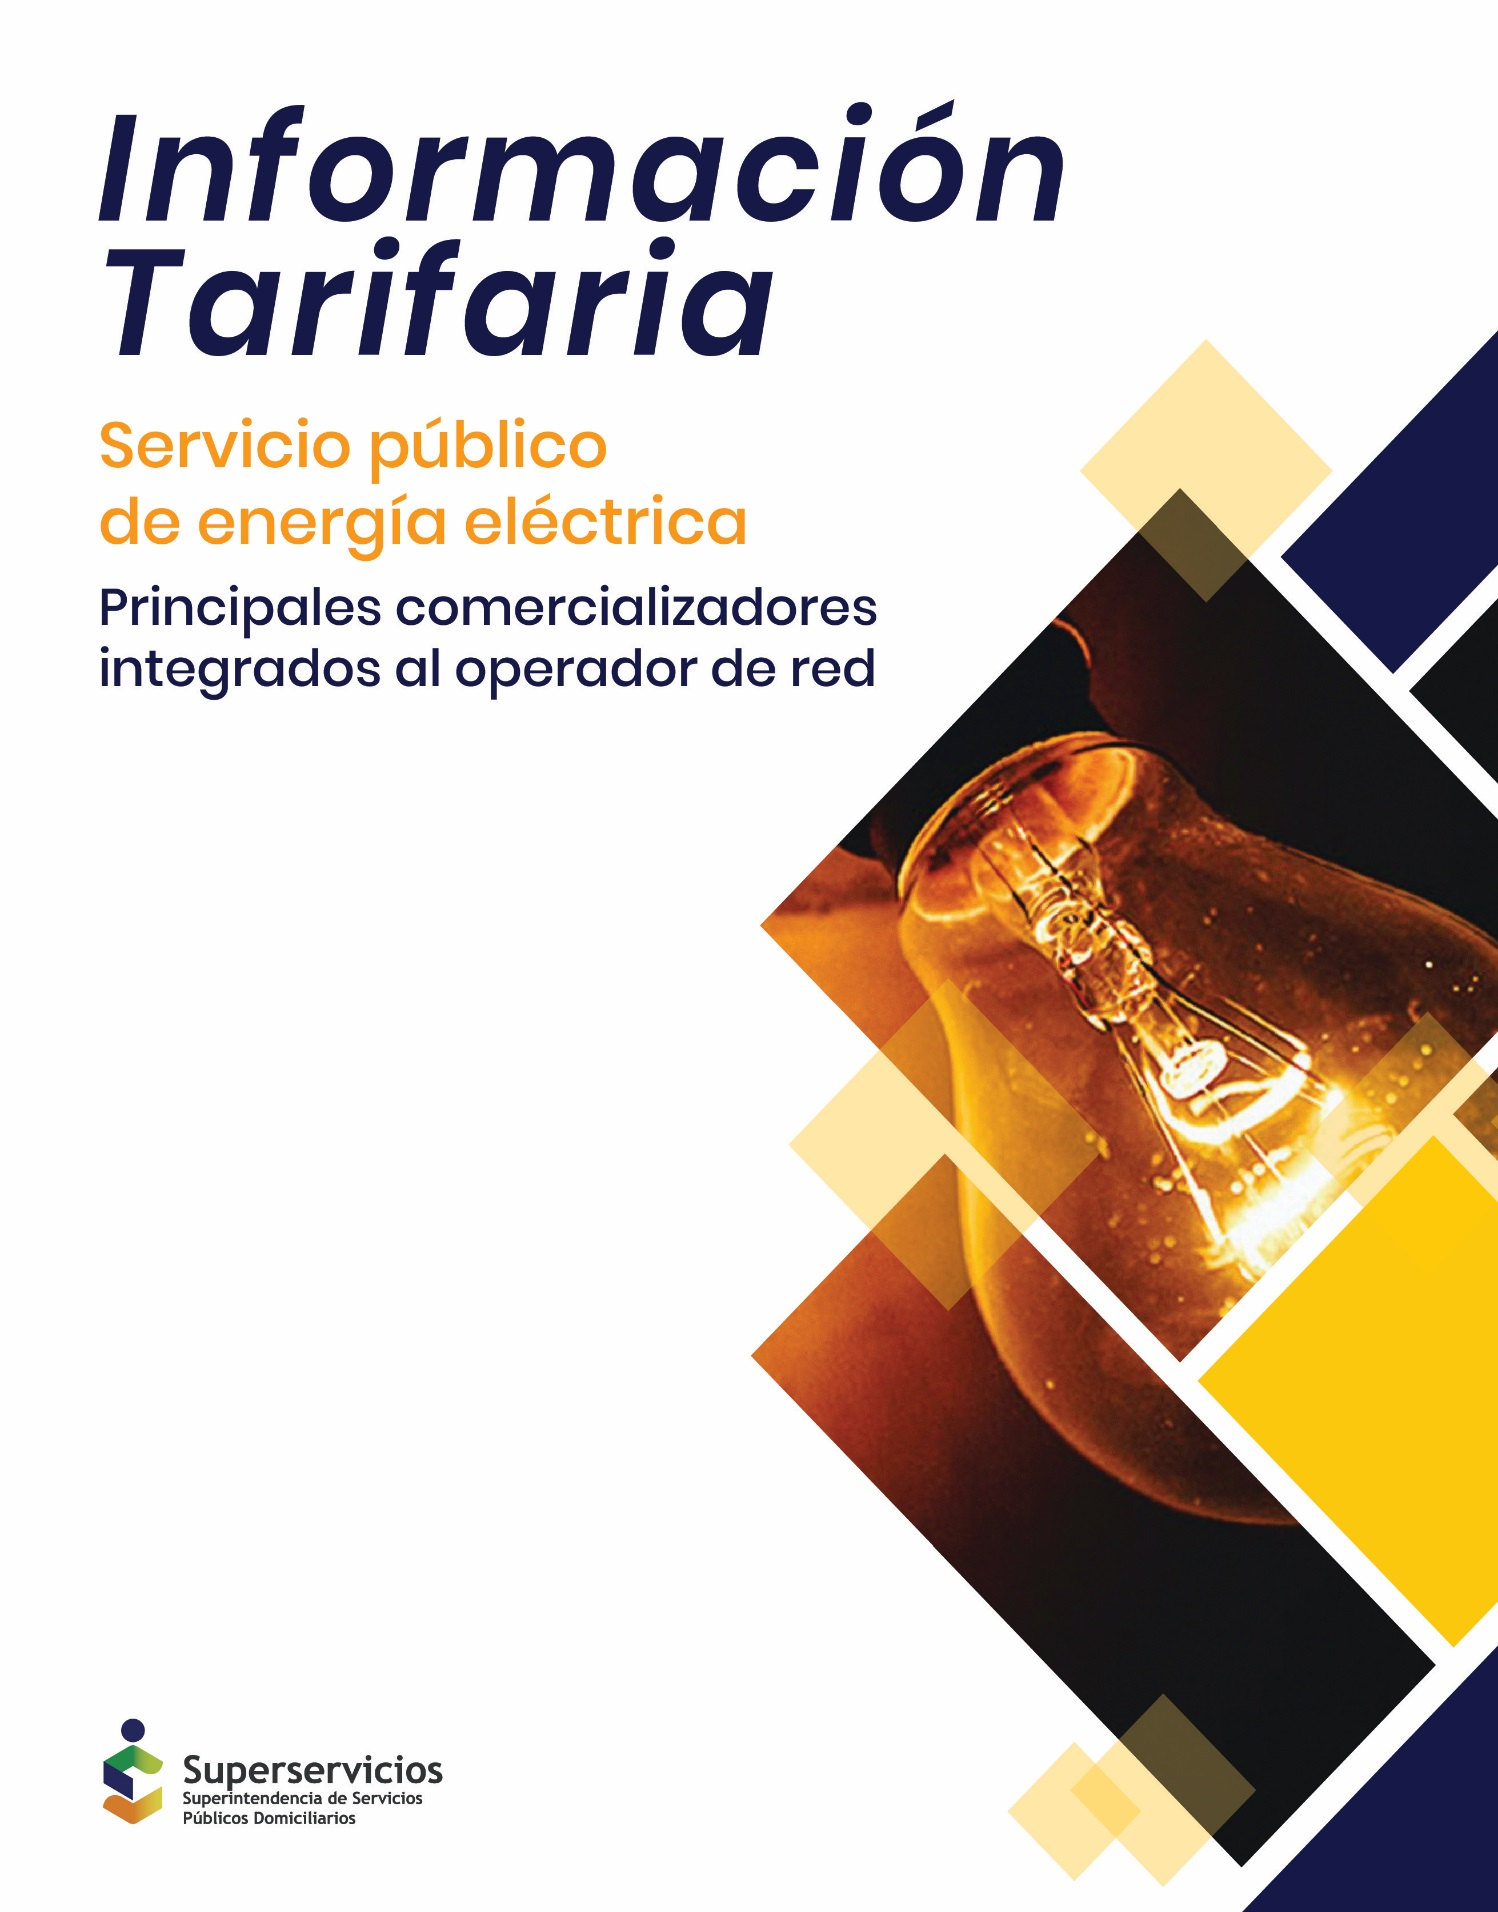 Información
Tarifaria
Servicio público
de energía eléctrica
Principales comercializadores
integrados al operador de red
Superservicios
Superintendencia de Servicios
Públicos Domiciliarios